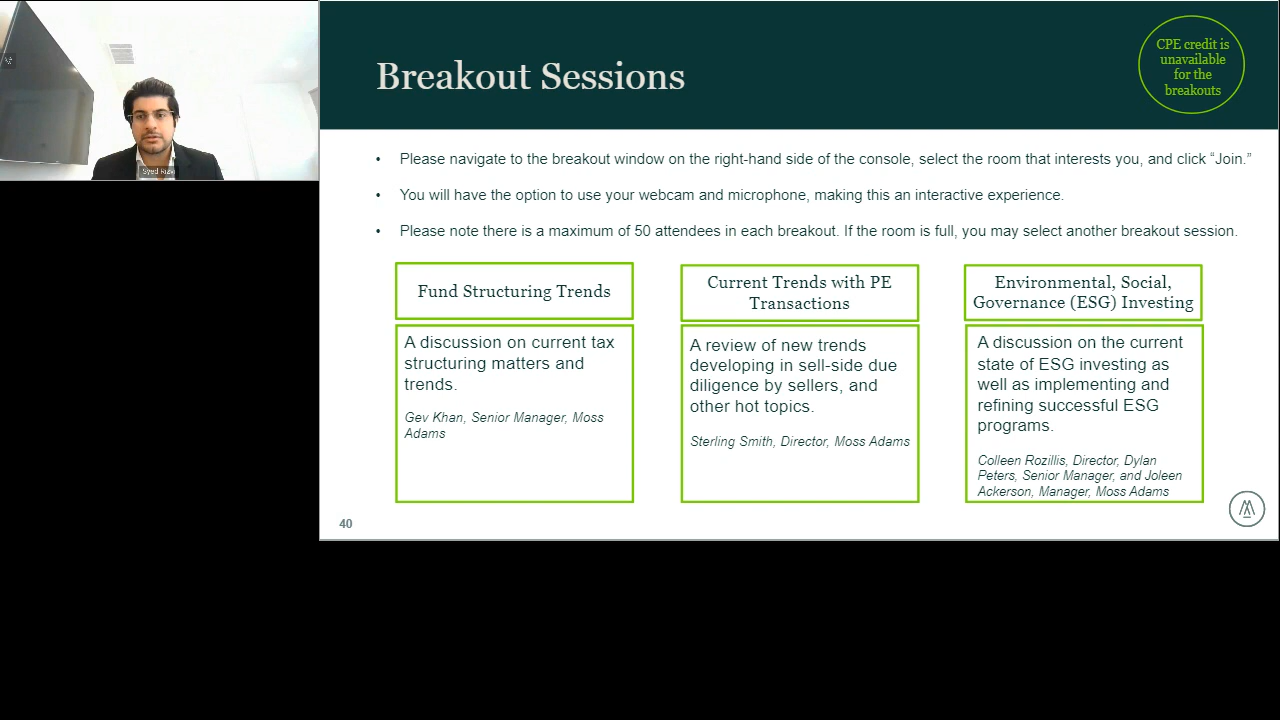 Syed Rizvi
Breakout Sessions
CPE credit is
unavailable
for the
breakouts
• Please navigate to the breakout window on the right-hand side of the console, select the room that interests you, and click “Join.”
• You will have the option to use your webcam and microphone, making this an interactive experience.
• Please note there is a maximum of 50 attendees in each breakout. If the room is full, you may select another breakout session.
Fund Structuring Trends
A discussion on current tax
structuring matters and
trends.
Gev Khan, Senior Manager, Moss
Adams
Current Trends with PE
Transactions
A review of new trends
developing in sell-side due
diligence by sellers, and
other hot topics.
Sterling Smith, Director, Moss Adams
Environmental, Social,
Governance (ESG) Investing
A discussion on the current
state of ESG investing as
well as implementing and
refining successful ESG
programs.
Colleen Rozillis, Director, Dylan
Peters, Senior Manager, and Joleen
Ackerson, Manager, Moss Adams
40